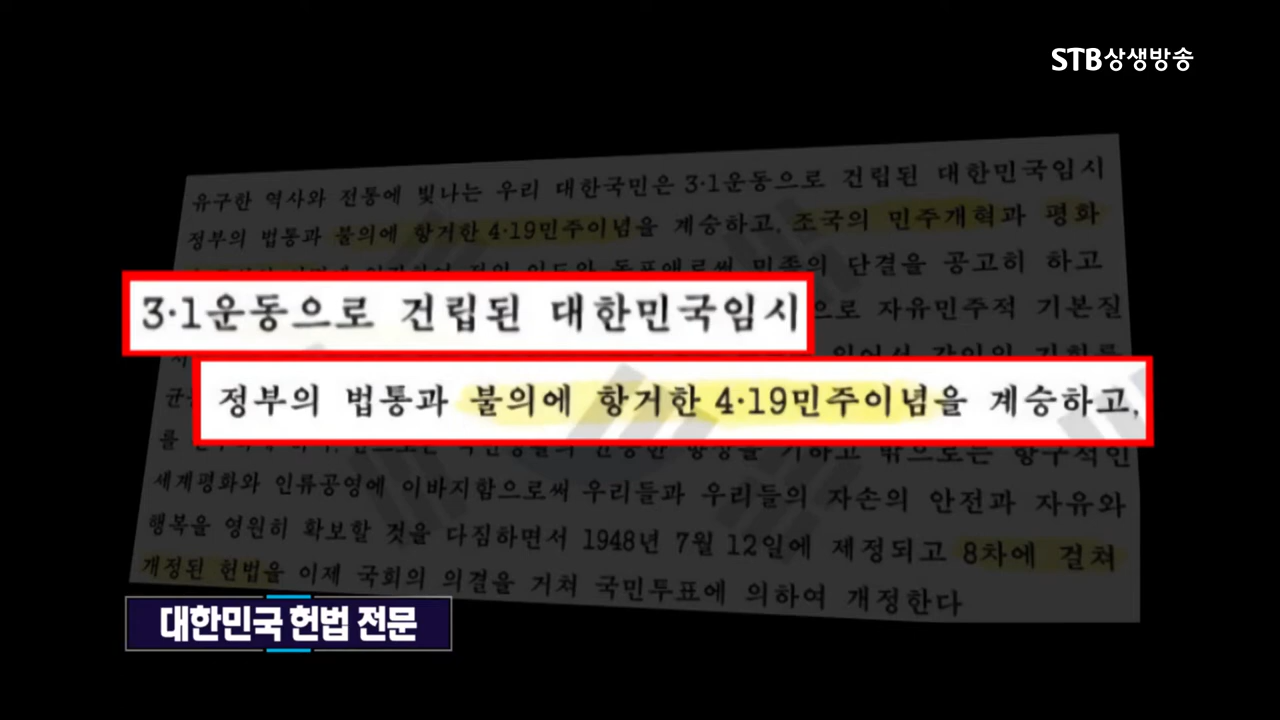 STB상생방송
유구한 역사와 전통에 빛나는 우리 대한국민은 3·1운동으로 건립된 대한민국임시
정부의 법통과 불의에 항거한 4·19민주이념을 계승하고, 조국의 민주개혁과 평화
민족의 단결을 공고히 하고
3·1운동으로 건립된 대한민국임시
으로 자유민주적 기본질
정부의 법통과 불의에 항거한 4·19민주이념을 계승하고,
밖으로는 항구적인
세계평화와 인류공영에 이바지함으로써 우리들과 우리들의 자손의 안전과 자유와
행복을 영원히 확보할 것을 다짐하면서 1948년 7월 12일에 제정되고 8차에 걸쳐
개정된 헌법을 이제 국회의 의결을 거쳐 국민투표에 의하여 개정한다
대한민국 헌법 전문